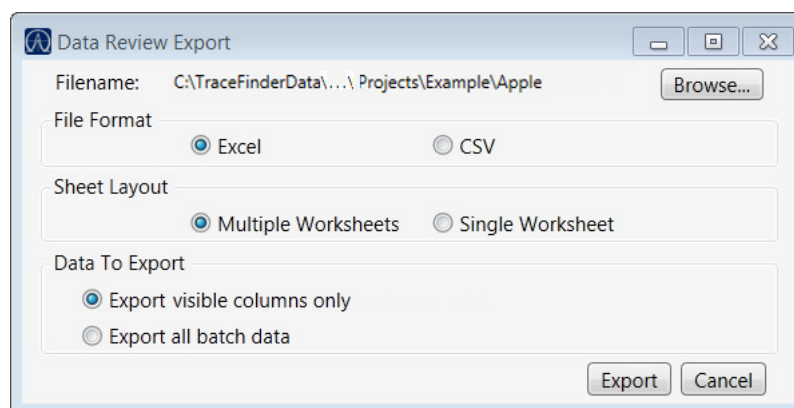 Data Review Export
Filename: C:\TraceFinderData\...\ Projects\Example\Apple Browse...
File Format
Excel CSV
Sheet Layout
Multiple Worksheets Single Worksheet
Data To Export
Export visible columns only
Export all batch data
Export Cancel